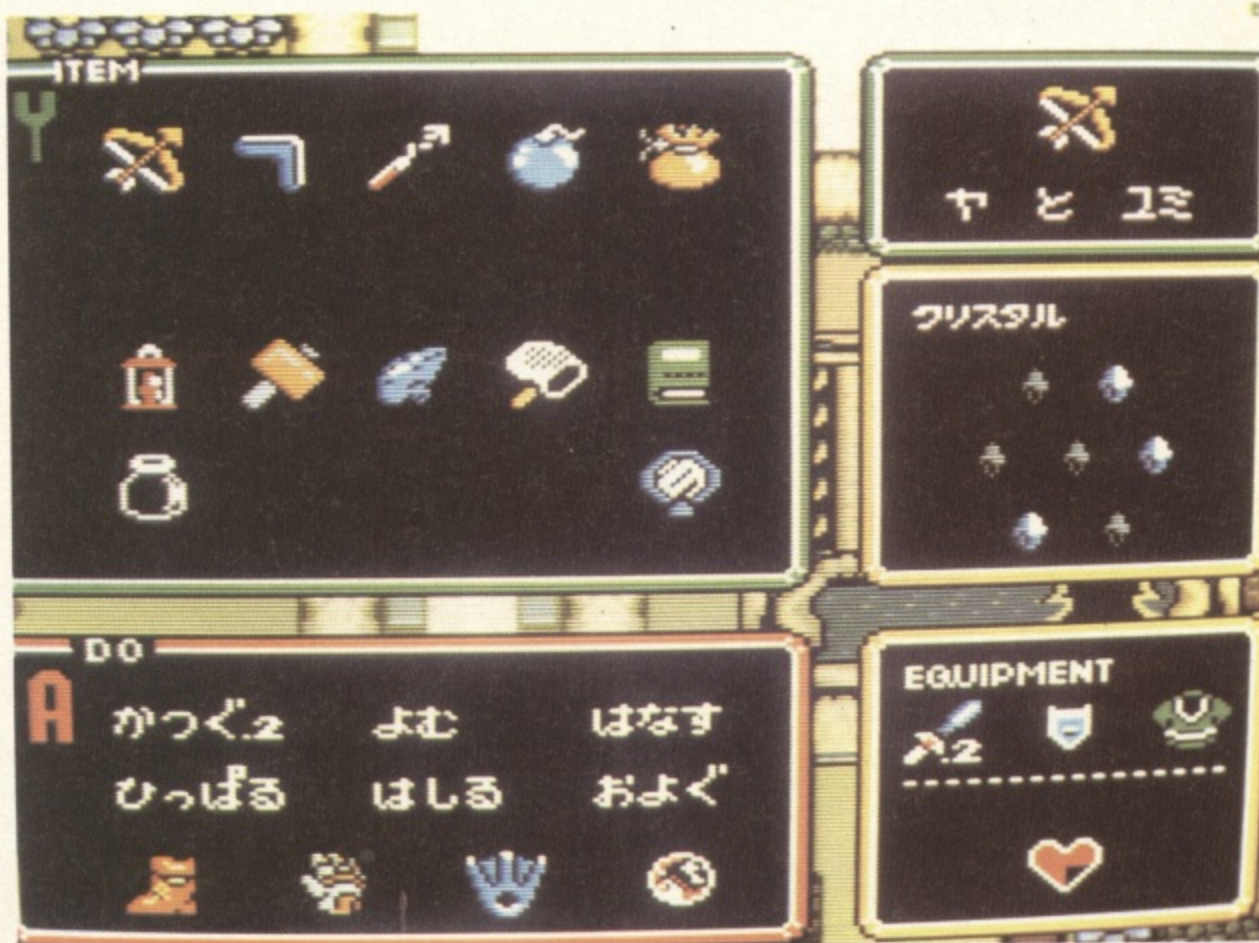 ITEM
Y
ヤ と ユミ
クリスタル
DO
A
かつぐ.2 よむ はなす
ひっぱる はしる およぐ
EQUIPMENT
.2